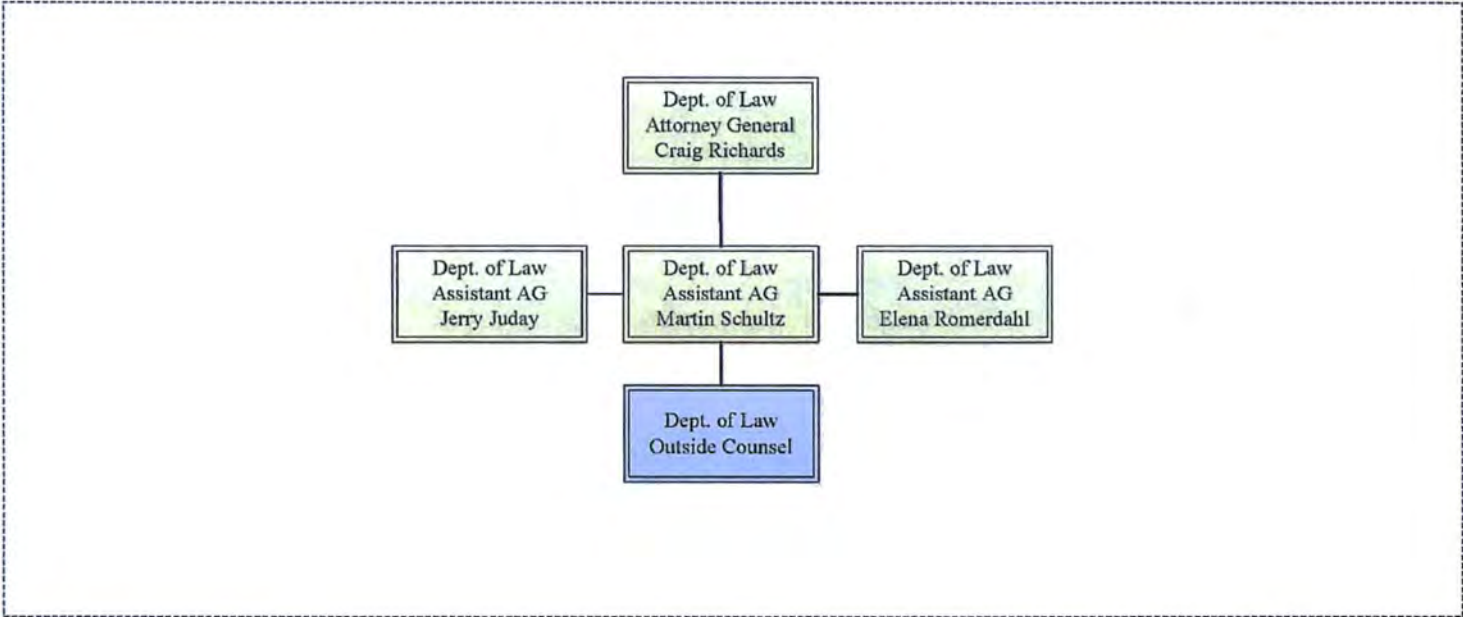 Dept. of Law
Attorney General
Craig Richards
Dept. of Law
Assistant AG
Jerry Juday
Dept. of Law
Assistant AG
Martin Schultz
Dept. of Law
Assistant AG
Elena Romerdahl
Dept. of Law
Outside Counsel